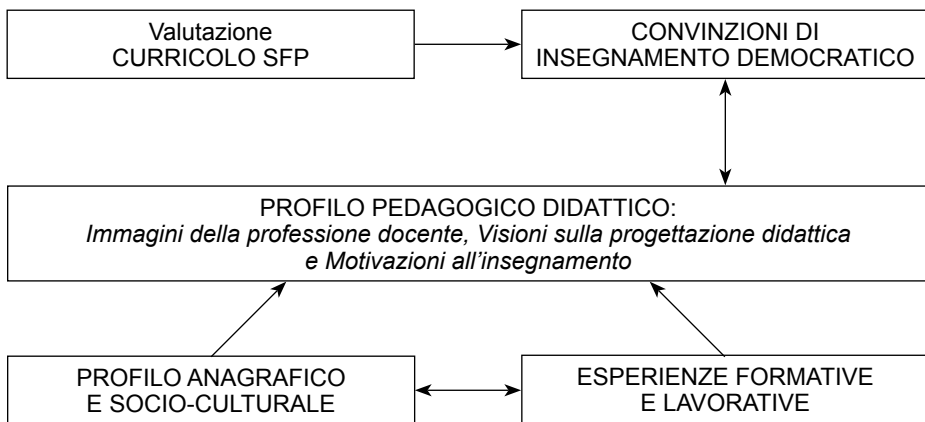 Valutazione
CURRICOLO SFP
CONVINZIONI DI
INSEGNAMENTO DEMOCRATICO
PROFILO PEDAGOGICO DIDATTICO:
Immagini della professione docente, Visioni sulla progettazione didattica
e Motivazioni all'insegnamento
PROFILO ANAGRAFICO
E SOCIO-CULTURALE
ESPERIENZE FORMATIVE
E LAVORATIVE